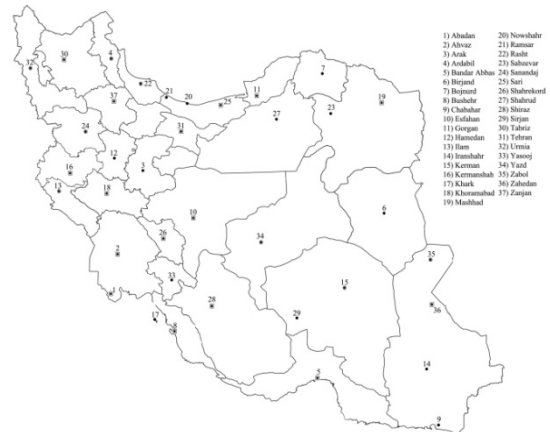 1) Abadan 20) Nowshahr
2) Ahvaz 21) Ramsar
3) Arak 22) Rasht
4) Ardabil 23) Sabzevar
5) Bandar Abbas 24) Sanandaj
6) Birjand 25) Sari
7) Bojnurd 26) Shahrekord
8) Bushehr 27) Shahrud
9) Chabahar 28) Shiraz
10) Esfahan 29) Sirjan
11) Gorgan 30) Tabriz
12) Hamedan 31) Tehran
13) Ilam 32) Urmia
14) Iranshahr 33) Yasooj
15) Kerman 34) Yazd
16) Kermanshah 35) Zabol
17) Khark 36) Zahedan
18) Khoramabad 37) Zanjan
19) Mashhad
30
4
32
7
22
37
21
20
25
11
19
23
27
24
31
12
3
16
13
18
6
10
26
34
2
35
33
15
1
28
36
17
8
29
14
5
9